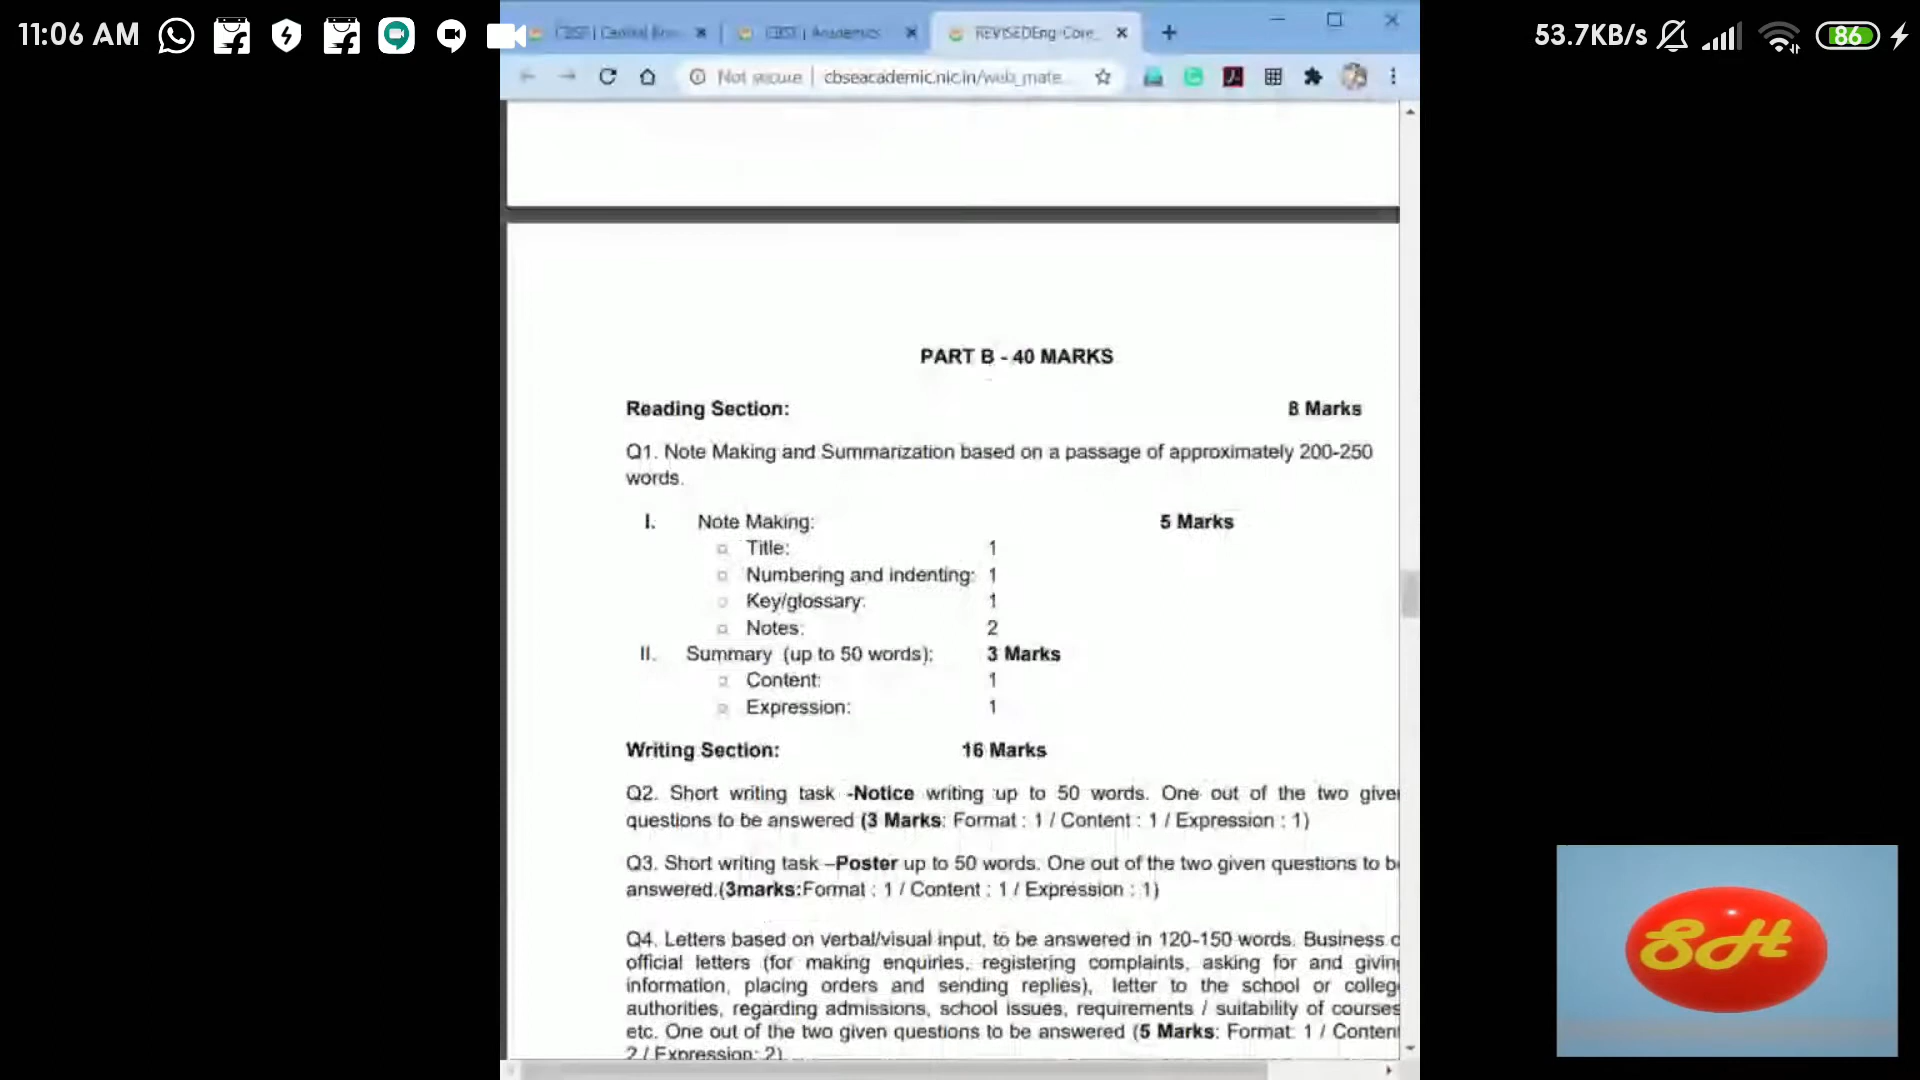 11:06 AM
53.7KB/s
86
CBSE | Academics
REVISEDEng Core
Not secure | cbseacademic.nic.in/web_mate
PART B - 40 MARKS
Reading Section: 8 Marks
Q1. Note Making and Summarization based on a passage of approximately 200-250
words.
I. Note Making: 5 Marks
Title: 1
Numbering and indenting: 1
Key/glossary: 1
Notes: 2
II. Summary (up to 50 words): 3 Marks
Content: 1
Expression: 1
Writing Section: 16 Marks
Q2. Short writing task -Notice writing up to 50 words. One out of the two give
questions to be answered (3 Marks: Format : 1 / Content : 1 / Expression : 1)
Q3. Short writing task –Poster up to 50 words. One out of the two given questions to b
answered.(3marks:Format : 1 / Content : 1 / Expression : 1)
Q4. Letters based on verbal/visual input, to be answered in 120-150 words. Business o
official letters (for making enquiries, registering complaints, asking for and givin
information, placing orders and sending replies), letter to the school or colleg
authorities, regarding admissions, school issues, requirements / suitability of courses
etc. One out of the two given questions to be answered (5 Marks: Format: 1 / Content
2 / Expression: 2)
SH